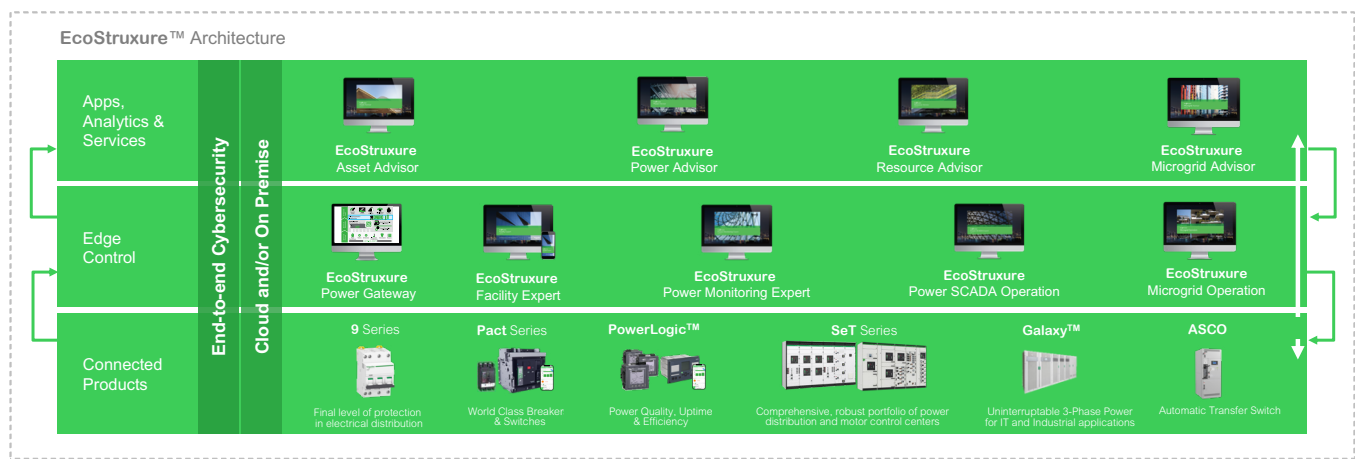 EcoStruxure™ Architecture
Apps,
Analytics &
Services
End-to-end Cybersecurity
Cloud and/or On Premise
EcoStruxure
Asset Advisor
EcoStruxure
Power Advisor
EcoStruxure
Resource Advisor
EcoStruxure
Microgrid Advisor
Edge
Control
EcoStruxure
Power Gateway
EcoStruxure
Facility Expert
EcoStruxure
Power Monitoring Expert
EcoStruxure
Power SCADA Operation
EcoStruxure
Microgrid Operation
Connected
Products
9 Series
Final level of protection
in electrical distribution
Pact Series
World Class Breaker
& Switches
PowerLogic™
Power Quality, Uptime
& Efficiency
SeT Series
Comprehensive, robust portfolio of power
distribution and motor control centers
Galaxy™
Uninterruptable 3-Phase Power
for IT and Industrial applications
ASCO
Automatic Transfer Switch